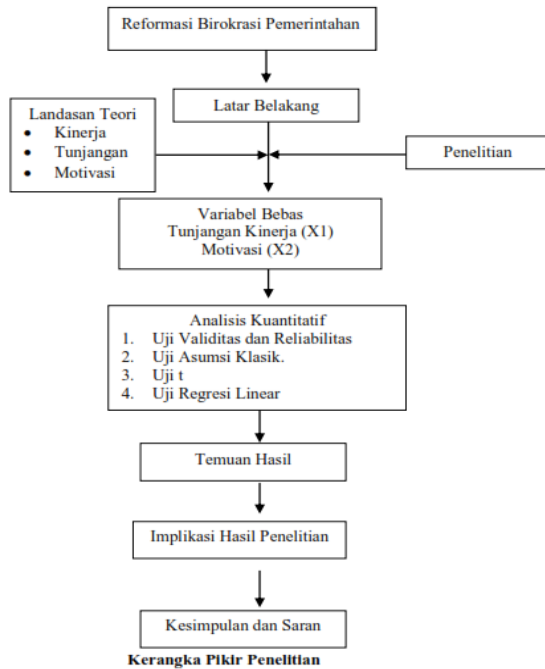 Reformasi Birokrasi Pemerintahan
Latar Belakang
Landasan Teori
• Kinerja
• Tunjangan
• Motivasi
Penelitian
Variabel Bebas
Tunjangan Kinerja (X1)
Motivasi (X2)
Analisis Kuantitatif
1. Uji Validitas dan Reliabilitas
2. Uji Asumsi Klasik.
3. Uji t
4. Uji Regresi Linear
Temuan Hasil
Implikasi Hasil Penelitian
Kesimpulan dan Saran
Kerangka Pikir Penelitian